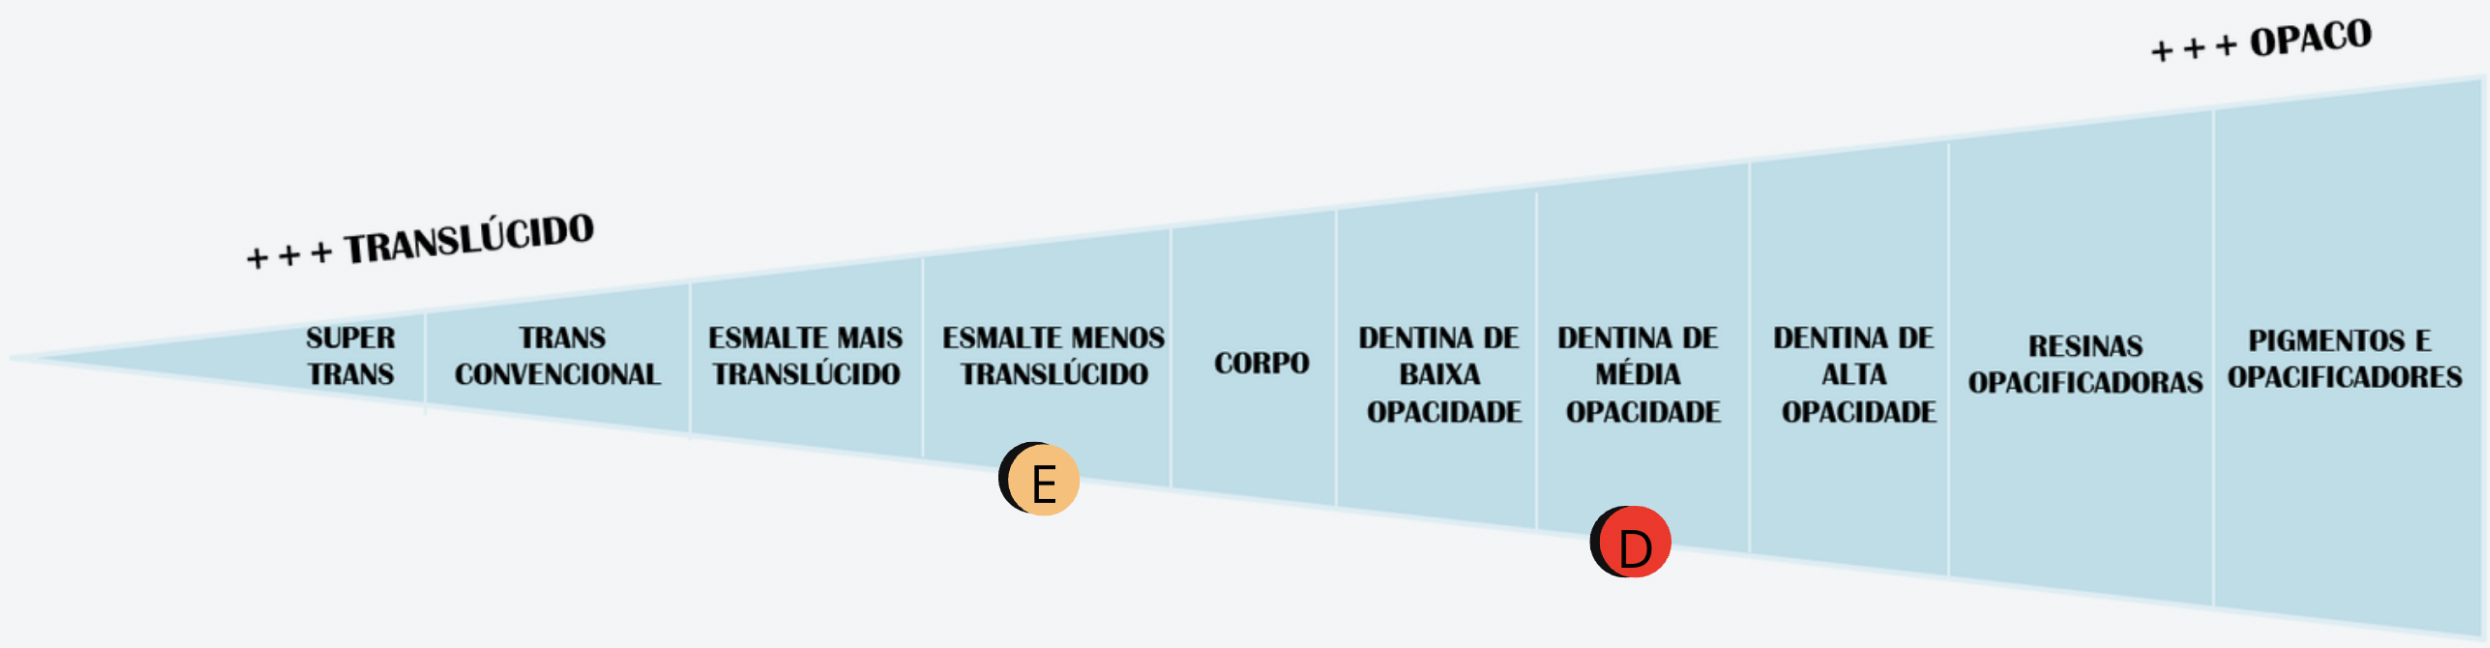 + + + OPACO
+ + + TRANSLÚCIDO
SUPER
TRANS
TRANS
CONVENCIONAL
ESMALTE MAIS
TRANSLÚCIDO
ESMALTE MENOS
TRANSLÚCIDO
CORPO
DENTINA DE
BAIXA
OPACIDADE
DENTINA DE
MÉDIA
OPACIDADE
DENTINA DE
ALTA
OPACIDADE
RESINAS
OPACIFICADORAS
PIGMENTOS E
OPACIFICADORES
E
D